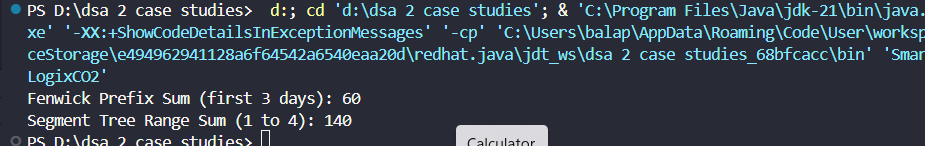 PS D:\dsa 2 case studies>  d:; cd 'd:\dsa 2 case studies'; & 'C:\Program Files\Java\jdk-21\bin\java.
xe' '-XX:+ShowCodeDetailsInExceptionMessages' '-cp' 'C:\Users\balap\AppData\Roaming\Code\User\worksp
ceStorage\e494962941128a6f64542a6540eaa20d\redhat.java\jdt_ws\dsa 2 case studies_68bfcacc\bin' 'Smar
LogixCO2'
Fenwick Prefix Sum (first 3 days): 60
Segment Tree Range Sum (1 to 4): 140
PS D:\dsa 2 case studies>
Calculator